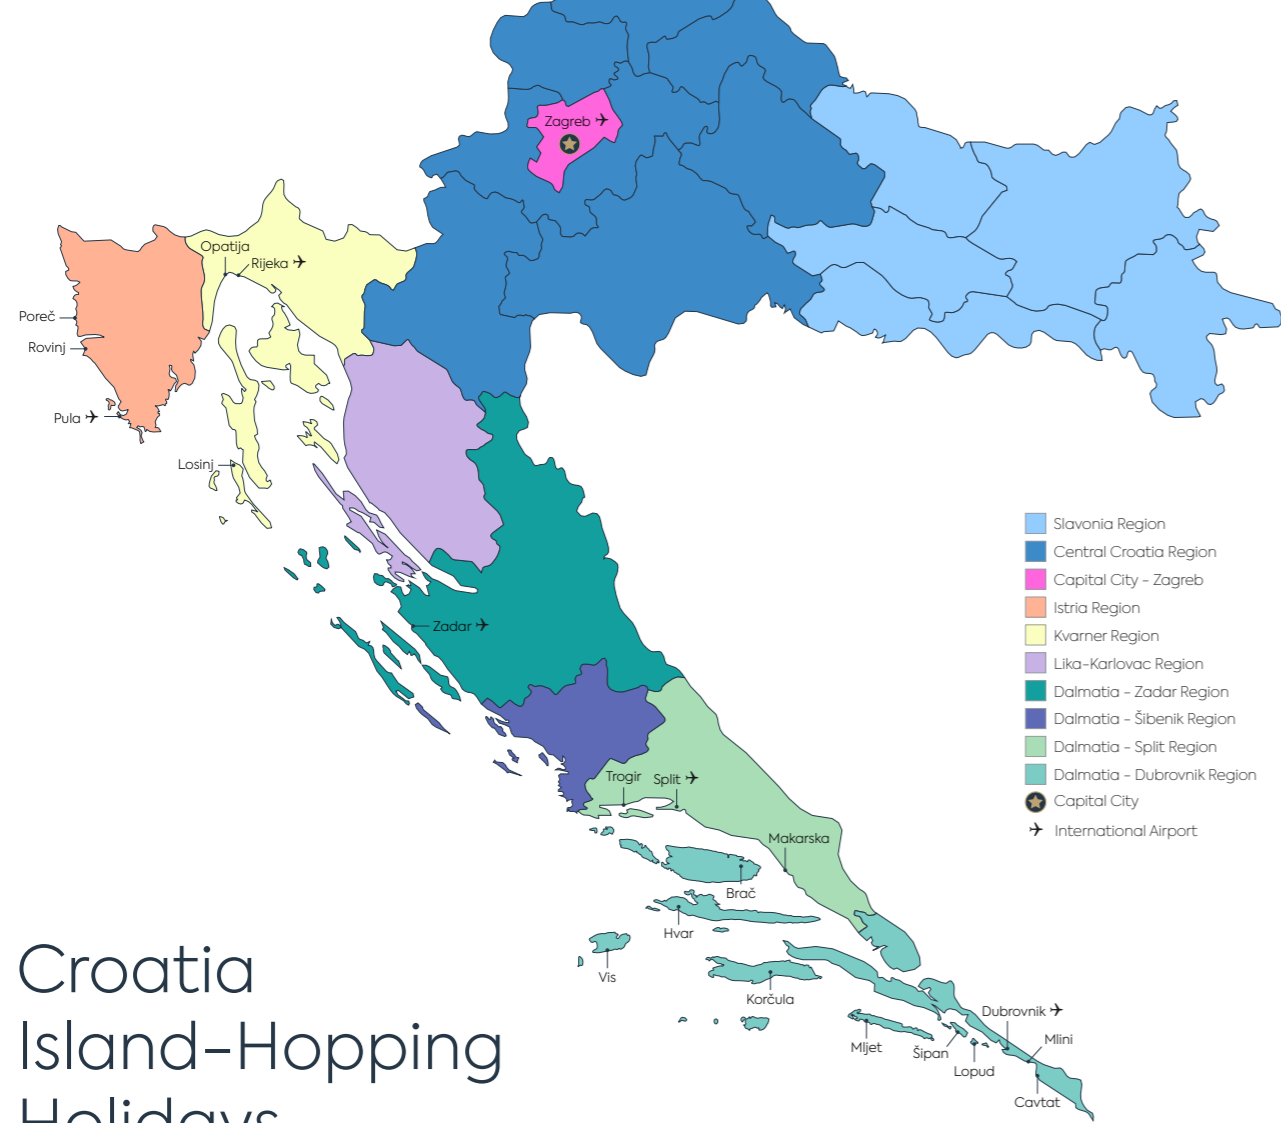 Zagreb
Opatija
Rijeka
Poreč
Rovinj
Pula
Losinj
Zadar
Trogir
Split
Makarska
Brač
Hvar
Vis
Korčula
Mljet
Šipan
Lopud
Dubrovnik
Mlini
Cavtat
Slavonia Region
Central Croatia Region
Capital City - Zagreb
Istria Region
Kvarner Region
Lika-Karlovac Region
Dalmatia - Zadar Region
Dalmatia - Šibenik Region
Dalmatia - Split Region
Dalmatia - Dubrovnik Region
Capital City
International Airport
Croatia
Island-Hopping
Holidays